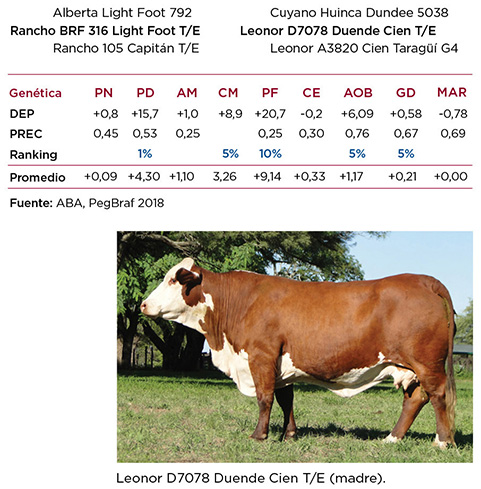 Alberta Light Foot 792
Rancho BRF 316 Light Foot T/E
Rancho 105 Capitán T/E
Cuyano Huinca Dundee 5038
Leonor D7078 Duende Cien T/E
Leonor A3820 Cien Taragüí G4
Genética PN PD AM CM PF CE AOB GD MAR
DEP +0,8 +15,7 +1,0 +8,9 +20,7 -0,2 +6,09 +0,58 -0,78
PREC 0,45 0,53 0,25 0,25 0,30 0,76 0,67 0,69
Ranking 1% 5% 10% 5% 5%
Promedio +0,09 +4,30 +1,10 3,26 +9,14 +0,33 +1,17 +0,21 +0,00
Fuente: ABA, PegBraf 2018
Leonor D7078 Duende Cien T/E (madre).